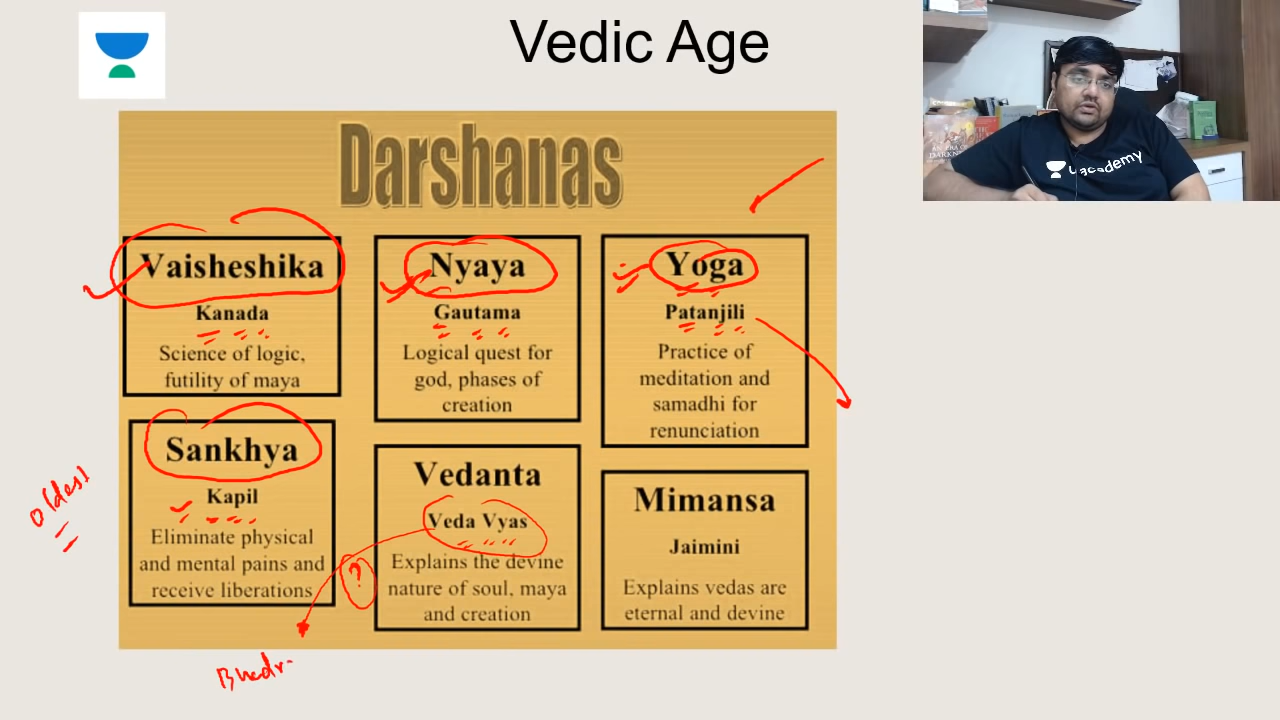 Vedic Age
unacademy
Darshanas
Vaisheshika
Kanada
Science of logic,
futility of maya
Nyaya
Gautama
Logical quest for
god, phases of
creation
Yoga
Patanjili
Practice of
meditation and
samadhi for
renunciation
Sankhya
Kapil
Eliminate physical
and mental pains and
receive liberations
Vedanta
Veda Vyas
Explains the devine
nature of soul, maya
and creation
Mimansa
Jaimini
Explains vedas are
eternal and devine
oldest
?